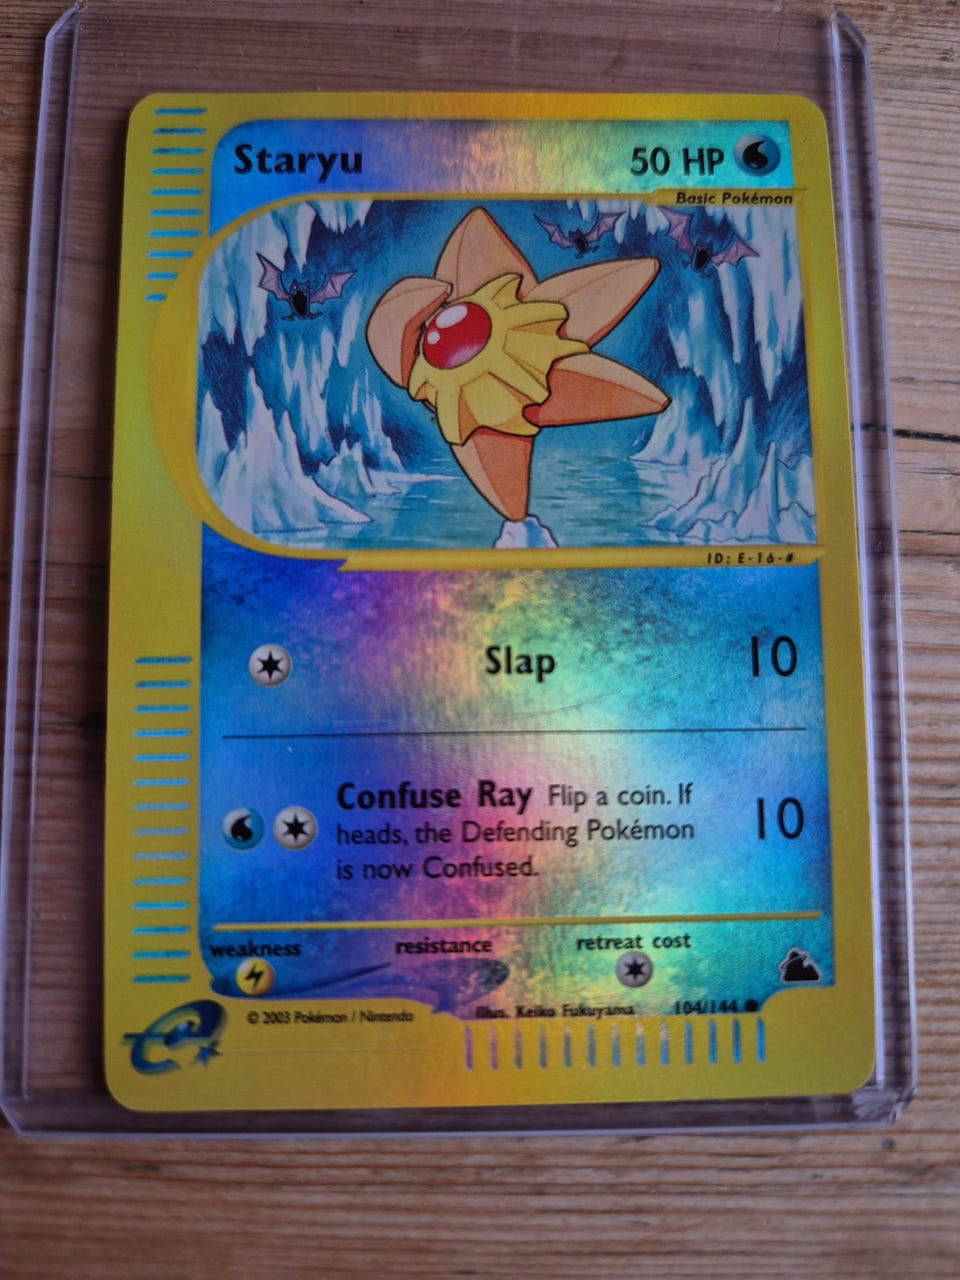 Staryu 50 HP
Basic Pokémon
ID: E-16-#
Slap 10
Confuse Ray Flip a coin. If
heads, the Defending Pokémon 10
is now Confused.
weakness resistance retreat cost
© 2003 Pokémon / Nintendo Illus. Keiko Fukuyama 104/144 ●